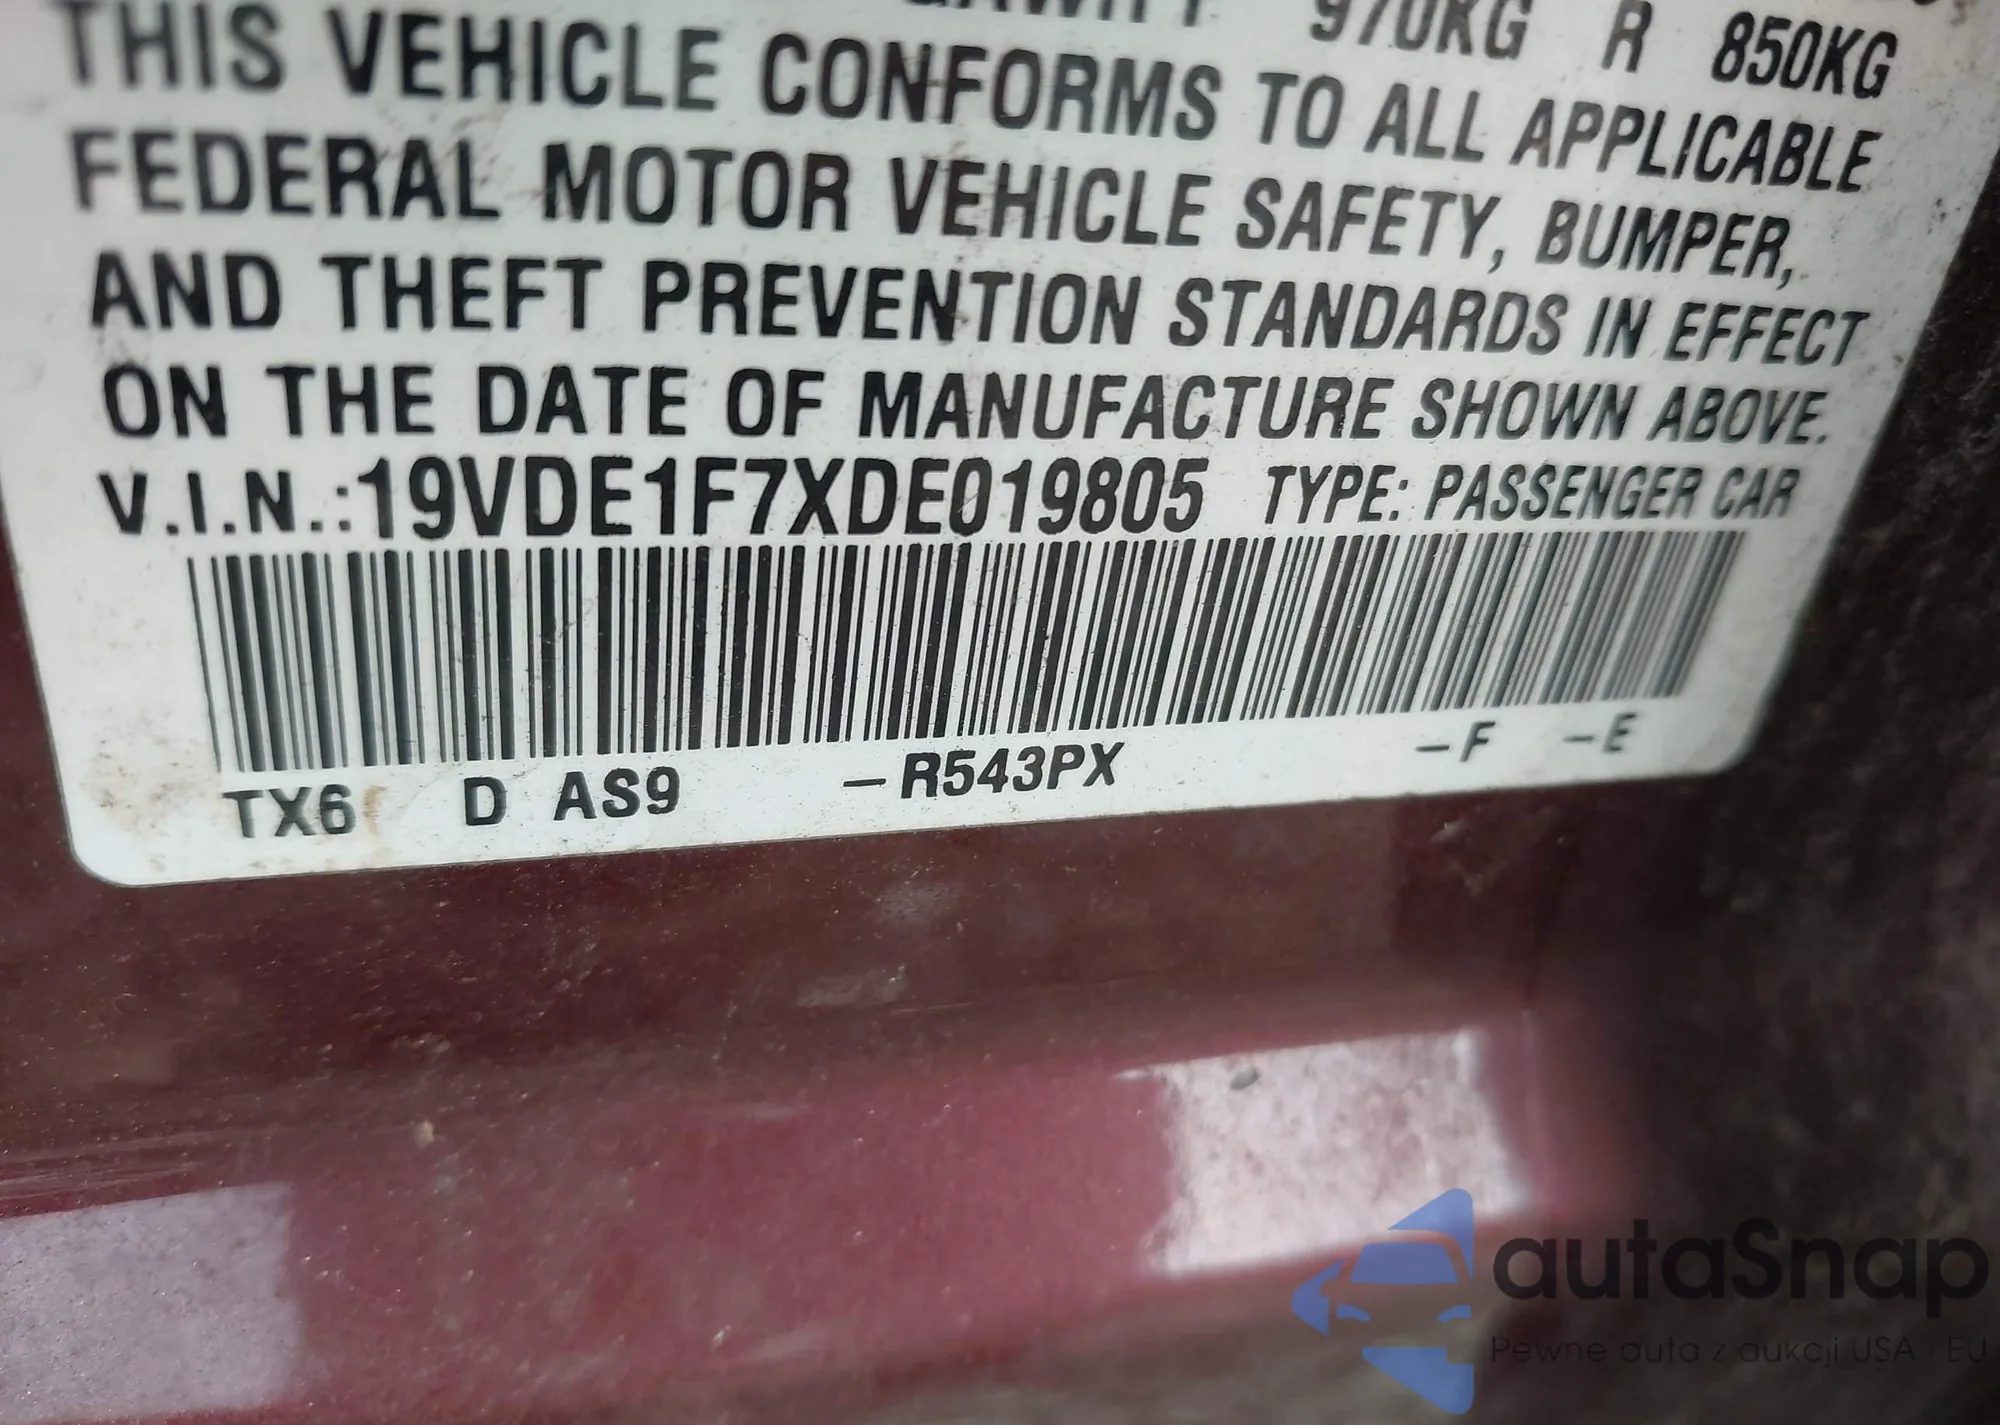 970KG R 850KG
THIS VEHICLE CONFORMS TO ALL APPLICABLE
FEDERAL MOTOR VEHICLE SAFETY, BUMPER,
AND THEFT PREVENTION STANDARDS IN EFFECT
ON THE DATE OF MANUFACTURE SHOWN ABOVE.
V.I.N.:19VDE1F7XDE019805 TYPE: PASSENGER CAR
TX6 D AS9 –R543PX –F –E
autaSnap
Pewne auta z aukcji USA i EU